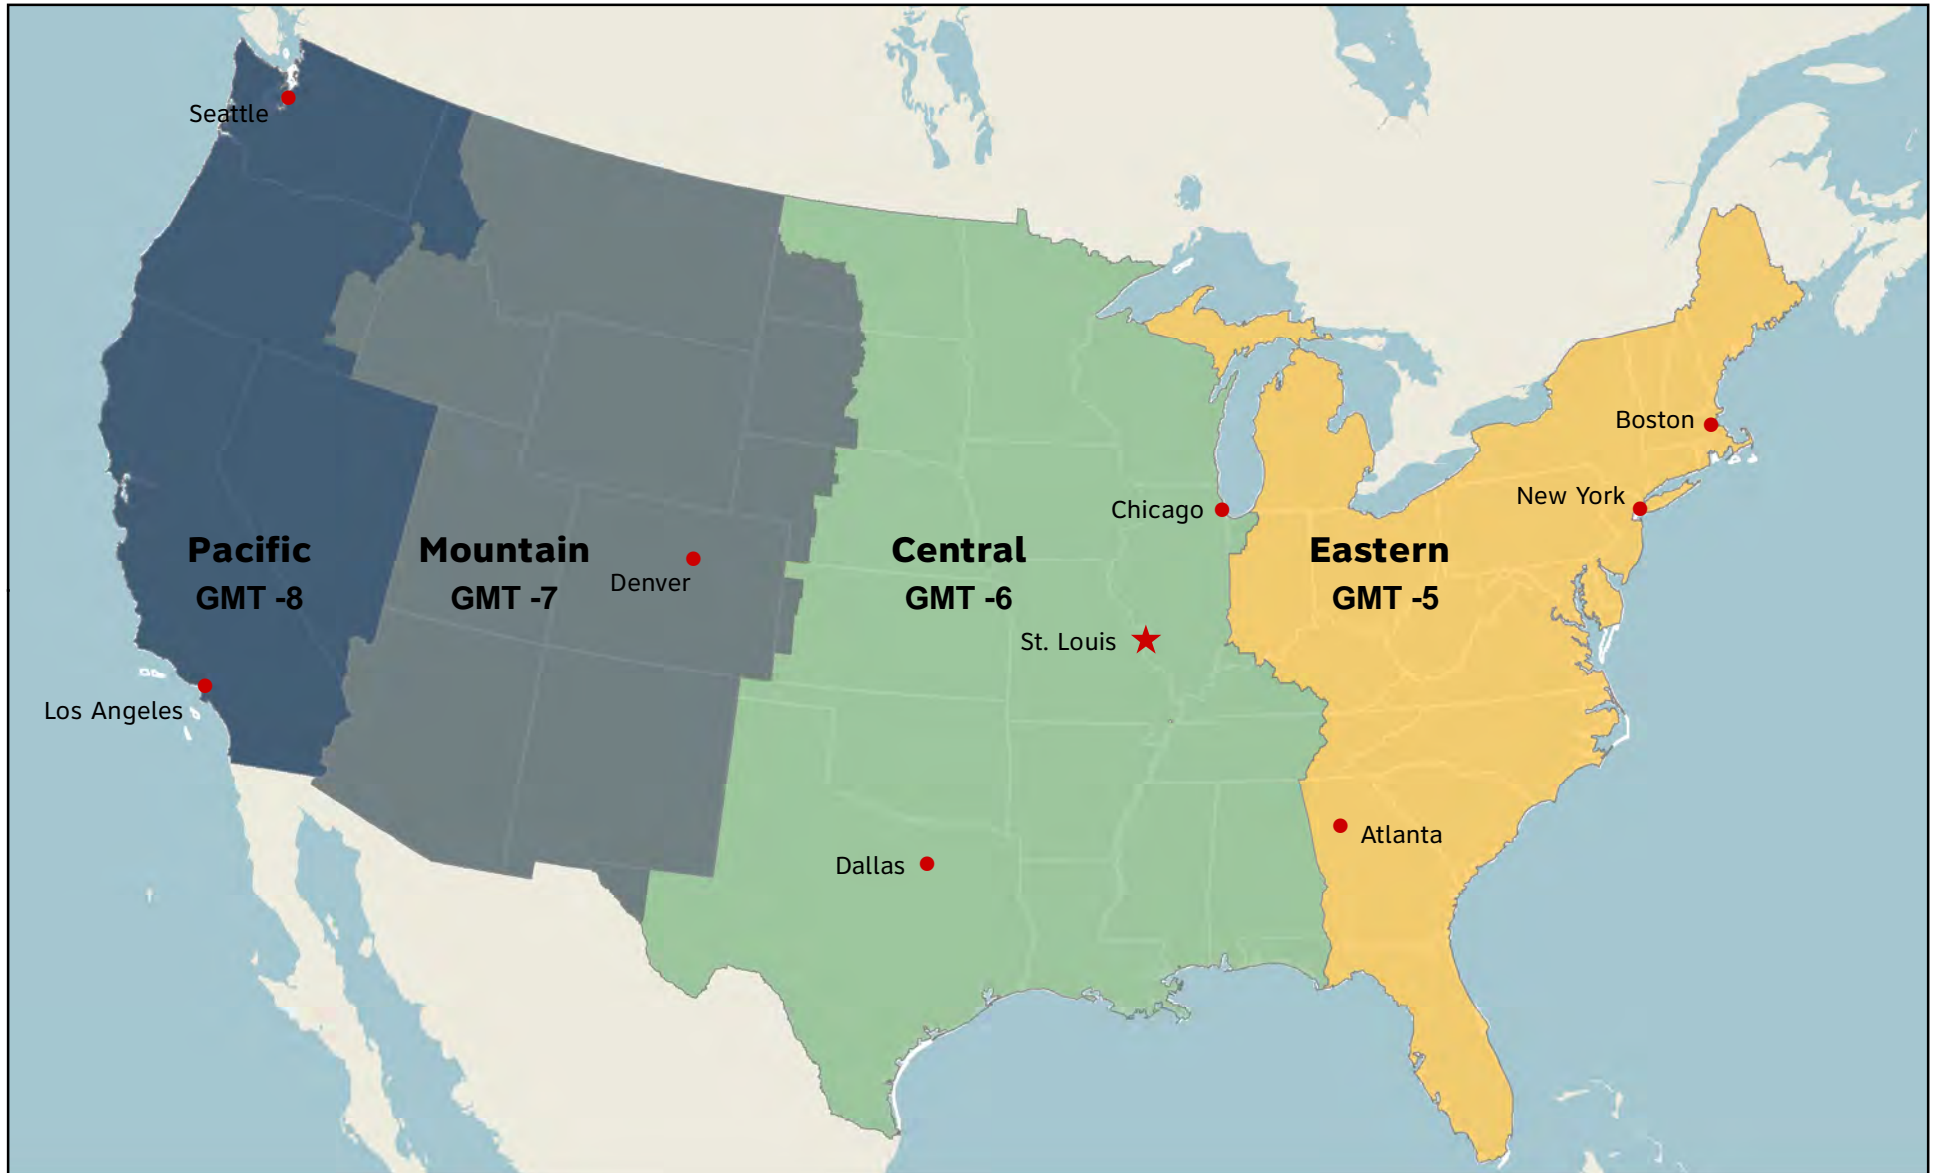 Seattle
Boston
New York
Chicago
Pacific
GMT -8
Mountain
GMT -7
Denver
Central
GMT -6
Eastern
GMT -5
St. Louis
Los Angeles
Atlanta
Dallas